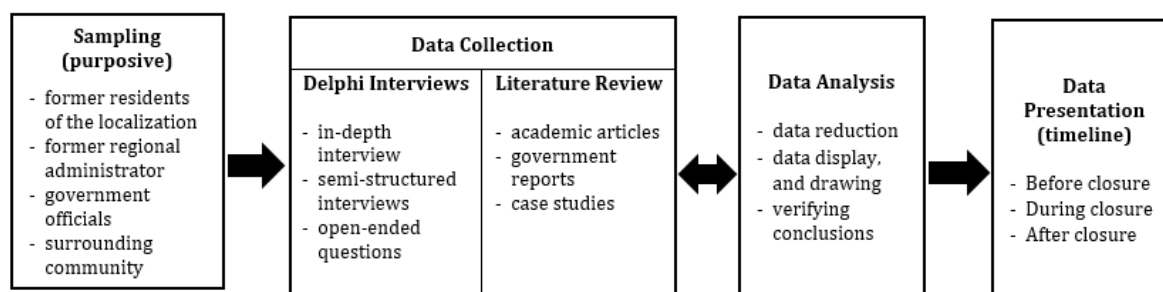 Sampling
(purposive)
- former residents
of the localization
- former regional
administrator
- government
officials
- surrounding
community
Data Collection
Delphi Interviews
- in-depth
interview
- semi-structured
interviews
- open-ended
questions
Literature Review
- academic articles
- government
reports
- case studies
Data Analysis
- data reduction
- data display,
and drawing
- verifying
conclusions
Data
Presentation
(timeline)
- Before closure
- During closure
- After closure